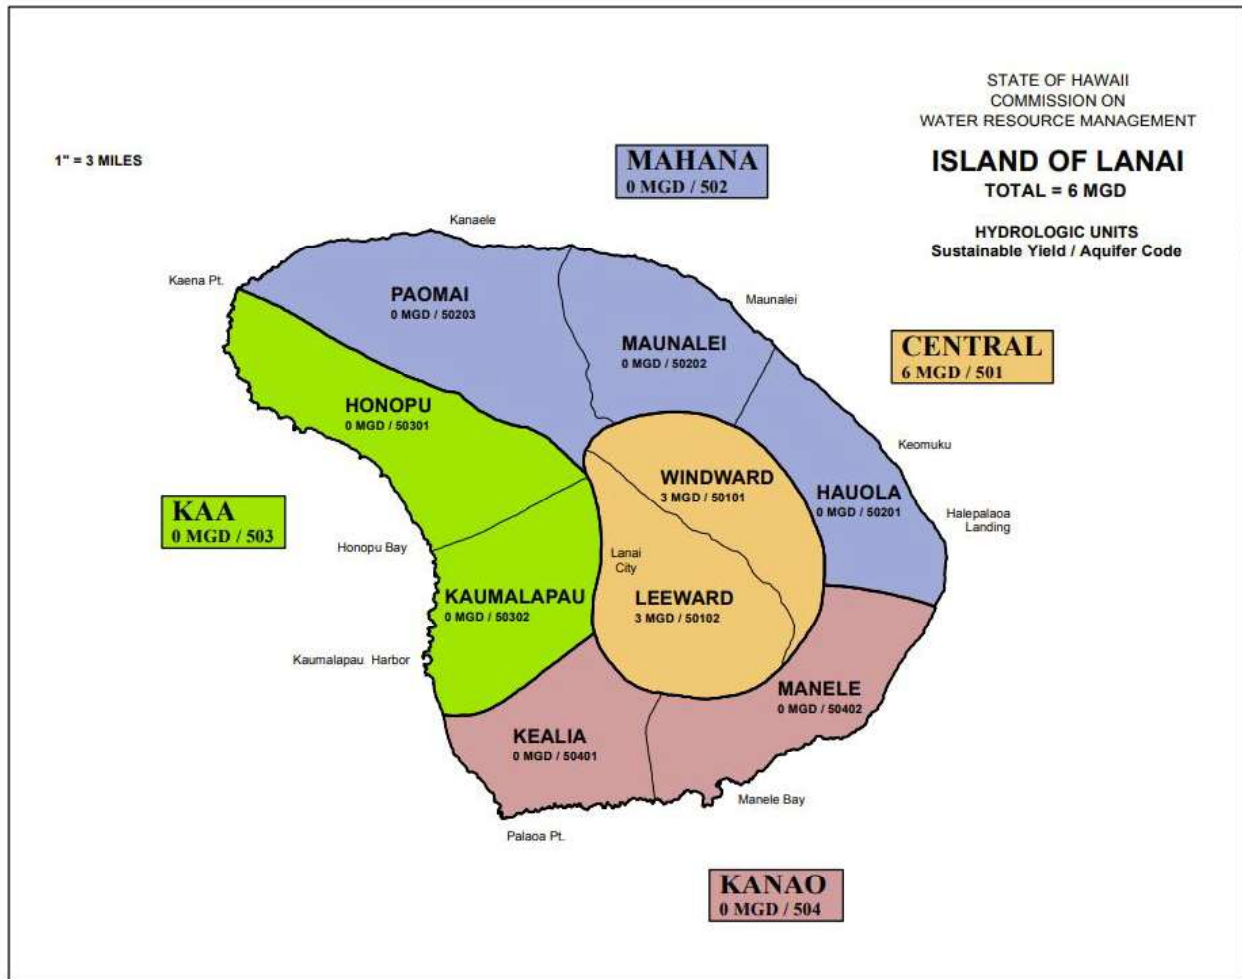 STATE OF HAWAII
COMMISSION ON
WATER RESOURCE MANAGEMENT
ISLAND OF LANAI
TOTAL = 6 MGD
HYDROLOGIC UNITS
Sustainable Yield / Aquifer Code
1" = 3 MILES
MAHANA
0 MGD / 502
Kanaele
Kaena Pt.
PAOMAI
0 MGD / 50203
Maunalei
MAUNALEI
0 MGD / 50202
CENTRAL
6 MGD / 501
HONOPU
0 MGD / 50301
Keomuku
WINDWARD
3 MGD / 50101
HAUOLA
0 MGD / 50201
KAA
0 MGD / 503
Halepalaoa
Landing
Honopu Bay
Lanai
City
KAUMALAPAU
0 MGD / 50302
LEEWARD
3 MGD / 50102
Kaumalapau Harbor
MANELE
0 MGD / 50402
KEALIA
0 MGD / 50401
Manele Bay
Palaoa Pt.
KANAO
0 MGD / 504